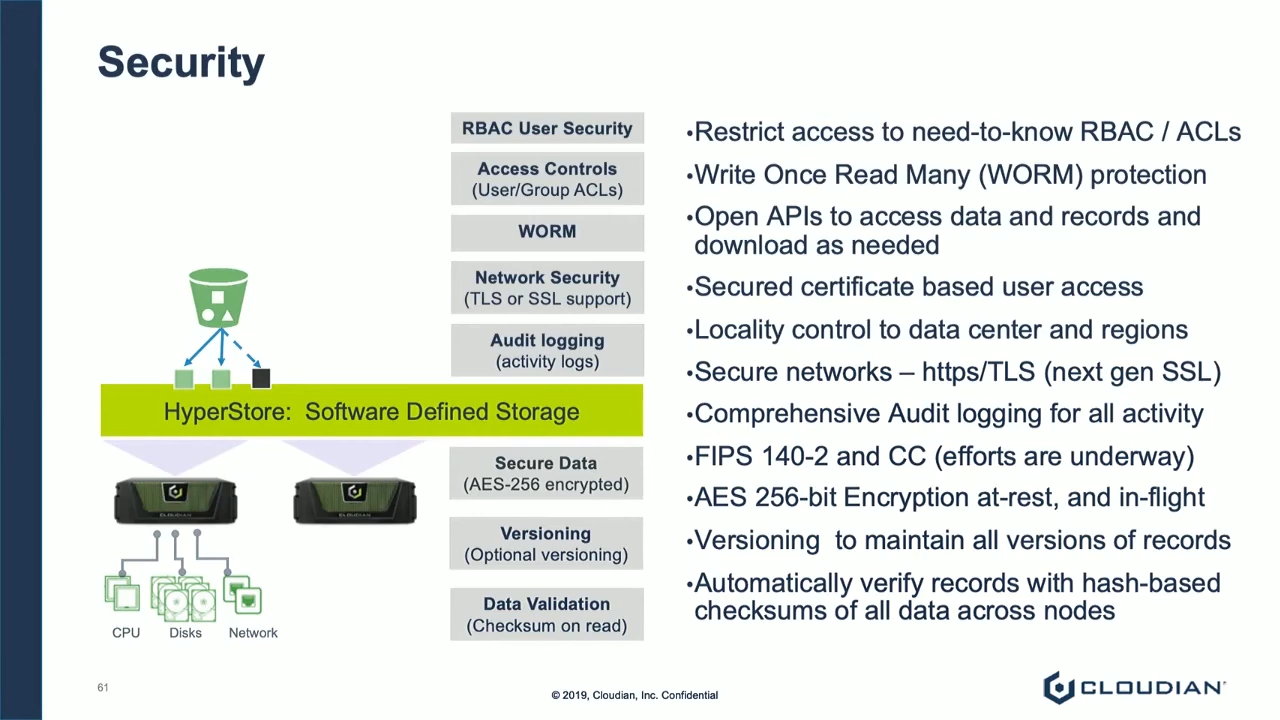 Security
RBAC User Security
Access Controls
(User/Group ACLs)
WORM
Network Security
(TLS or SSL support)
Audit logging
(activity logs)
HyperStore:  Software Defined Storage
Secure Data
(AES-256 encrypted)
Versioning
(Optional versioning)
Data Validation
(Checksum on read)
CLOUDIAN
CLOUDIAN
CPU
Disks
Network
•Restrict access to need-to-know RBAC / ACLs
•Write Once Read Many (WORM) protection
•Open APIs to access data and records and
download as needed
•Secured certificate based user access
•Locality control to data center and regions
•Secure networks – https/TLS (next gen SSL)
•Comprehensive Audit logging for all activity
•FIPS 140-2 and CC (efforts are underway)
•AES 256-bit Encryption at-rest, and in-flight
•Versioning  to maintain all versions of records
•Automatically verify records with hash-based
checksums of all data across nodes
61
© 2019, Cloudian, Inc. Confidential
CLOUDIAN